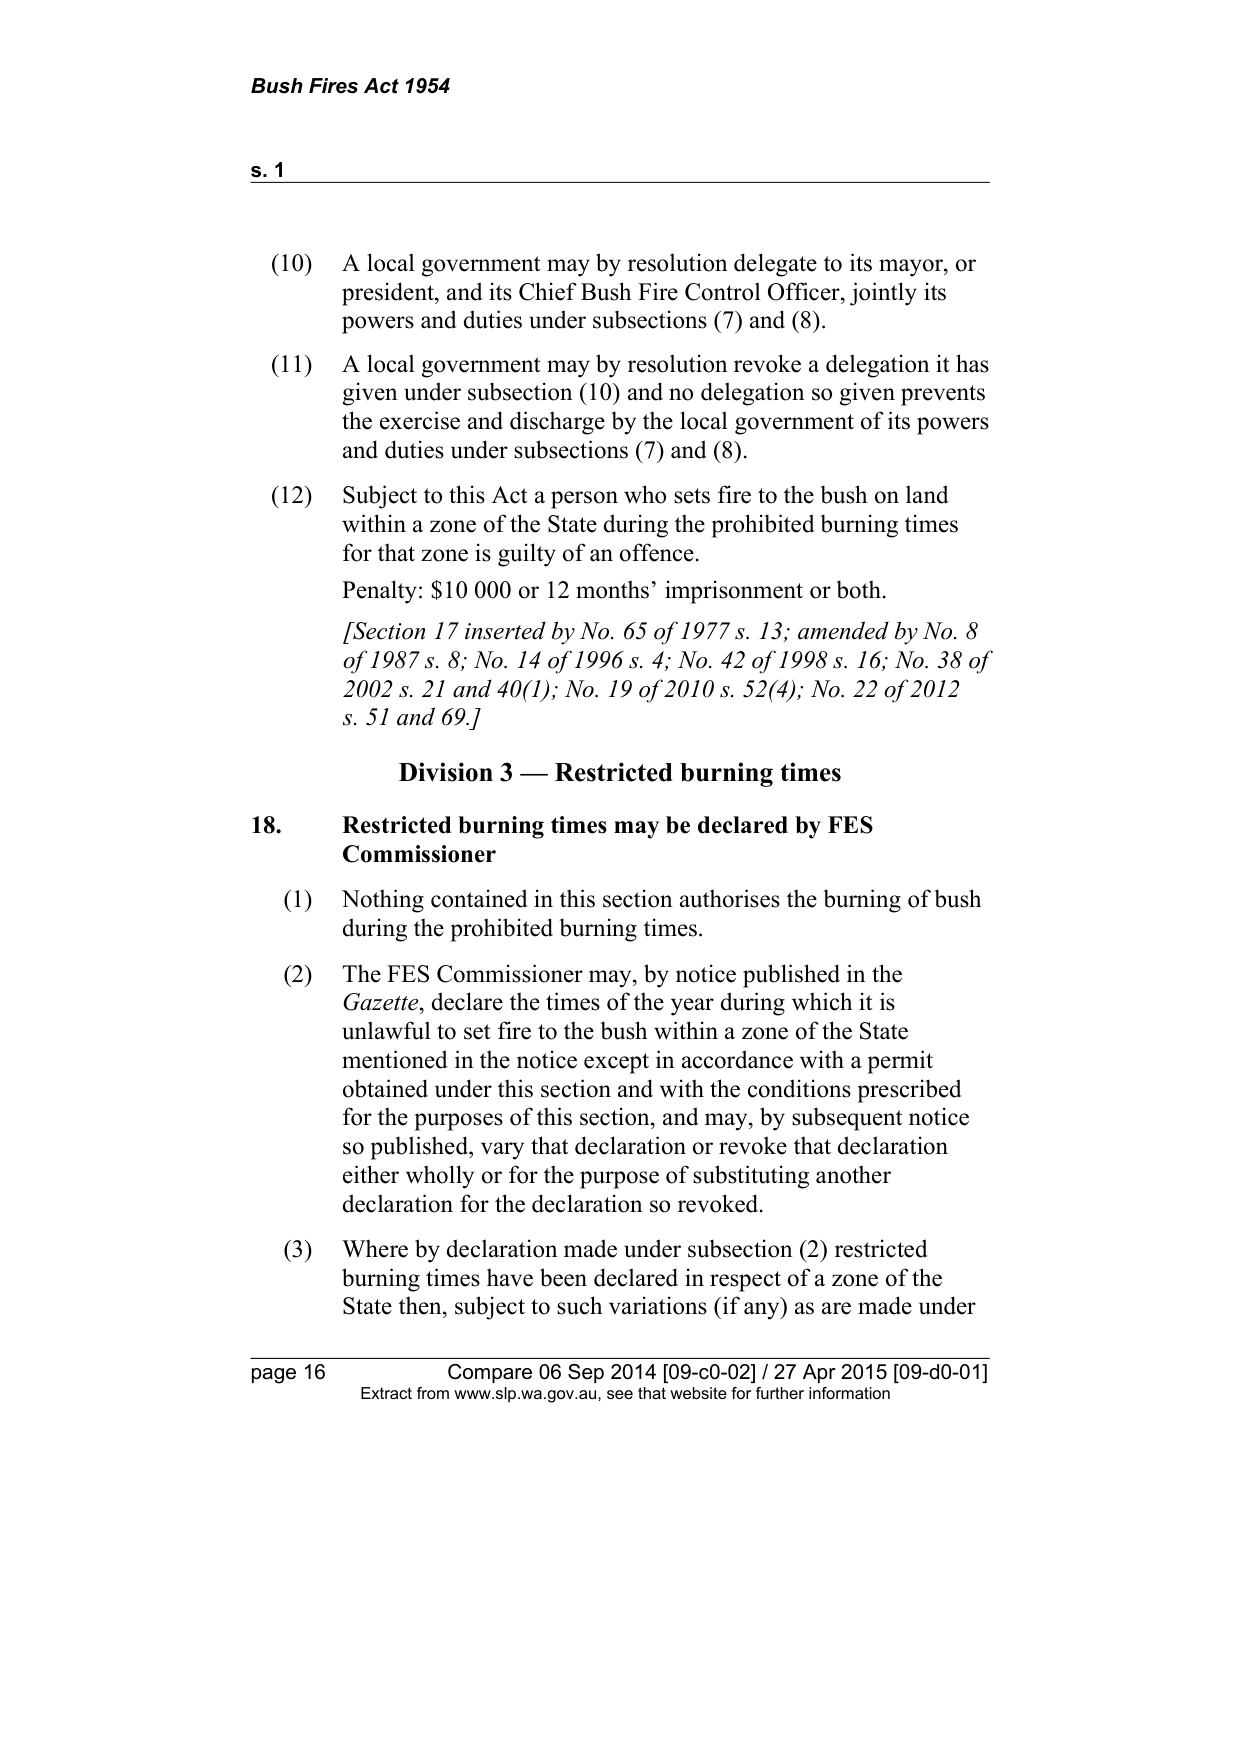 Bush Fires Act 1954
s. 1
(10) A local government may by resolution delegate to its mayor, or
president, and its Chief Bush Fire Control Officer, jointly its
powers and duties under subsections (7) and (8).
(11) A local government may by resolution revoke a delegation it has
given under subsection (10) and no delegation so given prevents
the exercise and discharge by the local government of its powers
and duties under subsections (7) and (8).
(12) Subject to this Act a person who sets fire to the bush on land
within a zone of the State during the prohibited burning times
for that zone is guilty of an offence.
Penalty: $10 000 or 12 months’ imprisonment or both.
[Section 17 inserted by No. 65 of 1977 s. 13; amended by No. 8
of 1987 s. 8; No. 14 of 1996 s. 4; No. 42 of 1998 s. 16; No. 38 of
2002 s. 21 and 40(1); No. 19 of 2010 s. 52(4); No. 22 of 2012
s. 51 and 69.]
Division 3 — Restricted burning times
18. Restricted burning times may be declared by FES
Commissioner
(1) Nothing contained in this section authorises the burning of bush
during the prohibited burning times.
(2) The FES Commissioner may, by notice published in the
Gazette, declare the times of the year during which it is
unlawful to set fire to the bush within a zone of the State
mentioned in the notice except in accordance with a permit
obtained under this section and with the conditions prescribed
for the purposes of this section, and may, by subsequent notice
so published, vary that declaration or revoke that declaration
either wholly or for the purpose of substituting another
declaration for the declaration so revoked.
(3) Where by declaration made under subsection (2) restricted
burning times have been declared in respect of a zone of the
State then, subject to such variations (if any) as are made under
page 16 Compare 06 Sep 2014 [09-c0-02] / 27 Apr 2015 [09-d0-01]
Extract from www.slp.wa.gov.au, see that website for further information